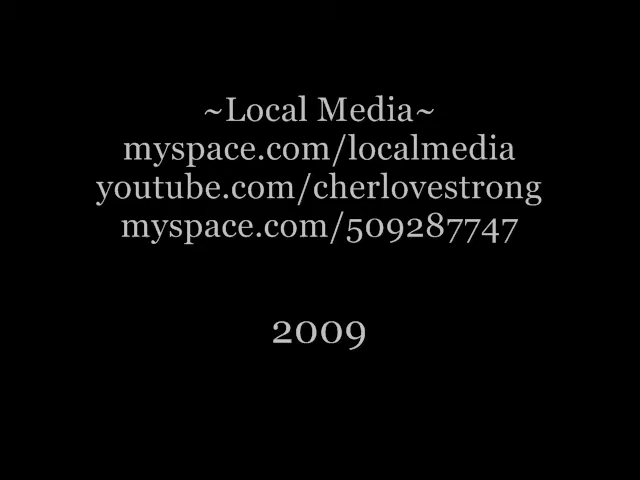 ~Local Media~
myspace.com/localmedia
youtube.com/cherlovestrong
myspace.com/509287747
2009